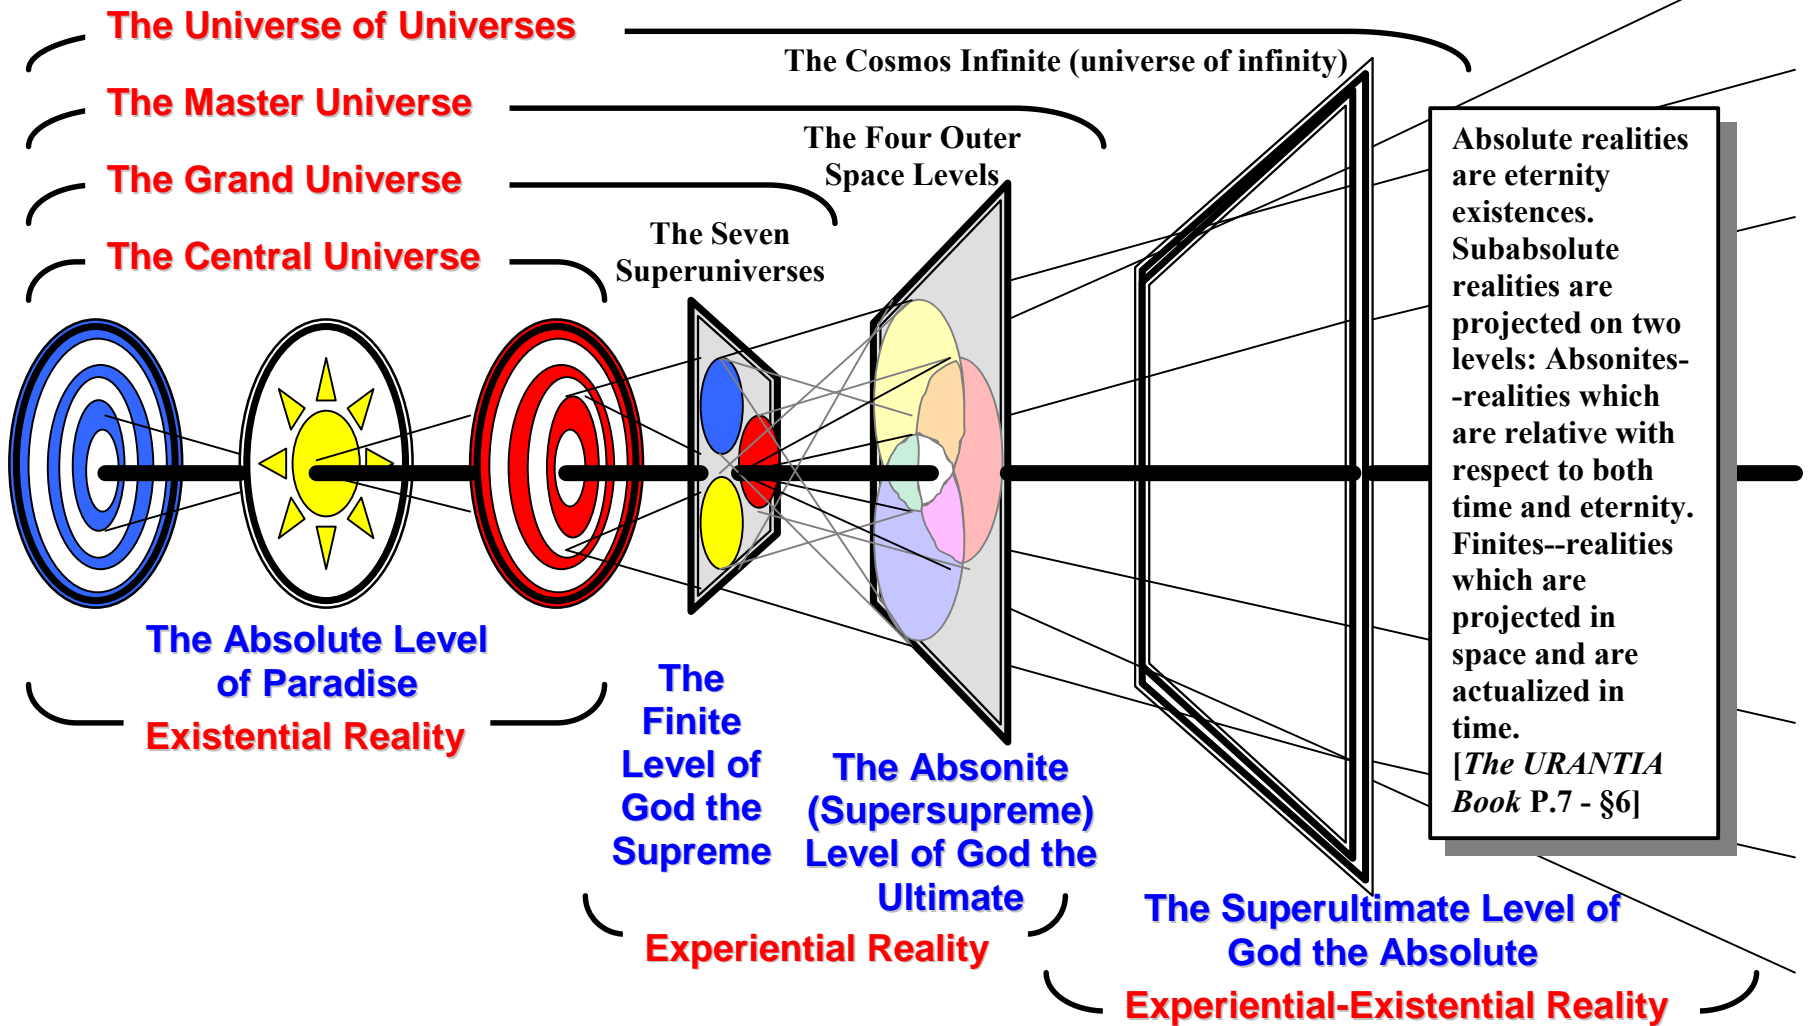 The Universe of Universes
The Cosmos Infinite (universe of infinity)
The Master Universe
The Four Outer
Space Levels
The Grand Universe
The Seven
Superuniverses
The Central Universe
Absolute realities
are eternity
existences.
Subabsolute
realities are
projected on two
levels: Absonites-
-realities which
are relative with
respect to both
time and eternity.
Finites--realities
which are
projected in
space and are
actualized in
time.
[The URANTIA
Book P.7 - §6]
The Absolute Level
of Paradise
Existential Reality
The
Finite
Level of
God the
Supreme
The Absonite
(Supersupreme)
Level of God the
Ultimate
Experiential Reality
The Superultimate Level of
God the Absolute
Experiential-Existential Reality